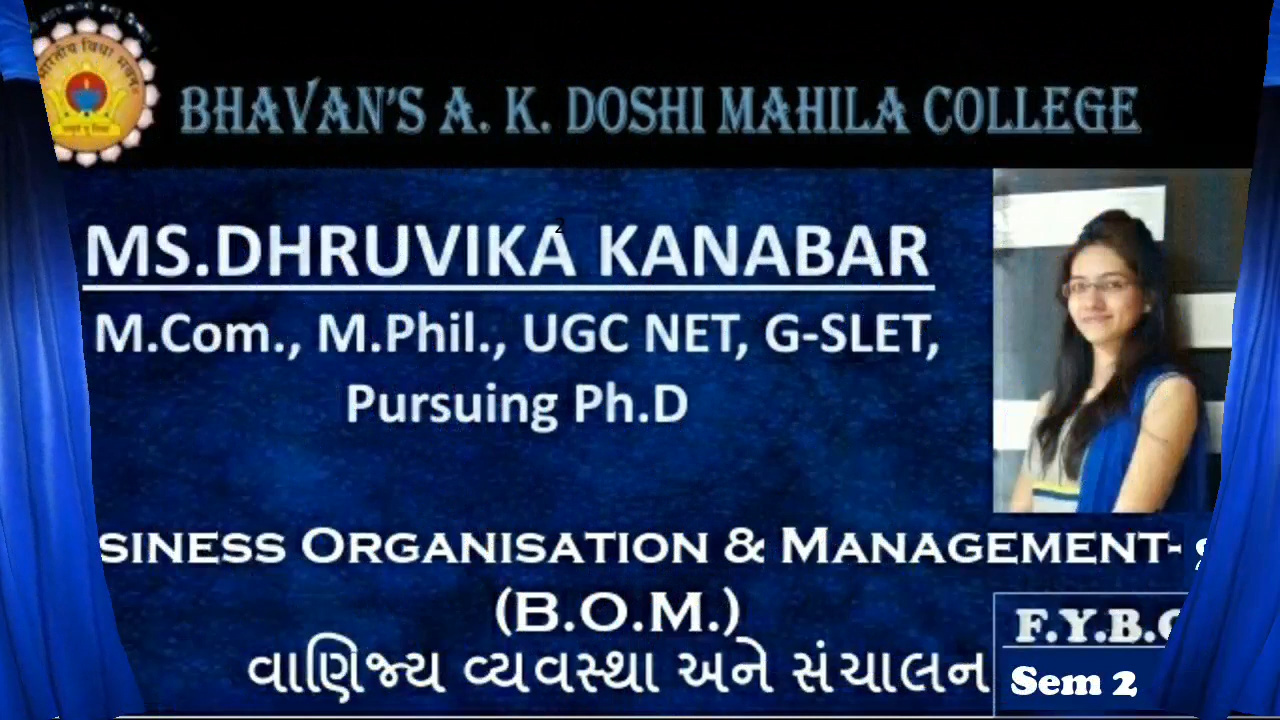 BHAVAN'S A. K. DOSHI MAHILA COLLEGE
MS.DHRUVIKA KANABAR
2
M.Com., M.Phil., UGC NET, G-SLET,
Pursuing Ph.D
SINESS ORGANISATION & MANAGEMENT-
(B.O.M.)
વાણિજ્ય વ્યવસ્થા અને સંચાલન
F.Y.B.C
Sem 2